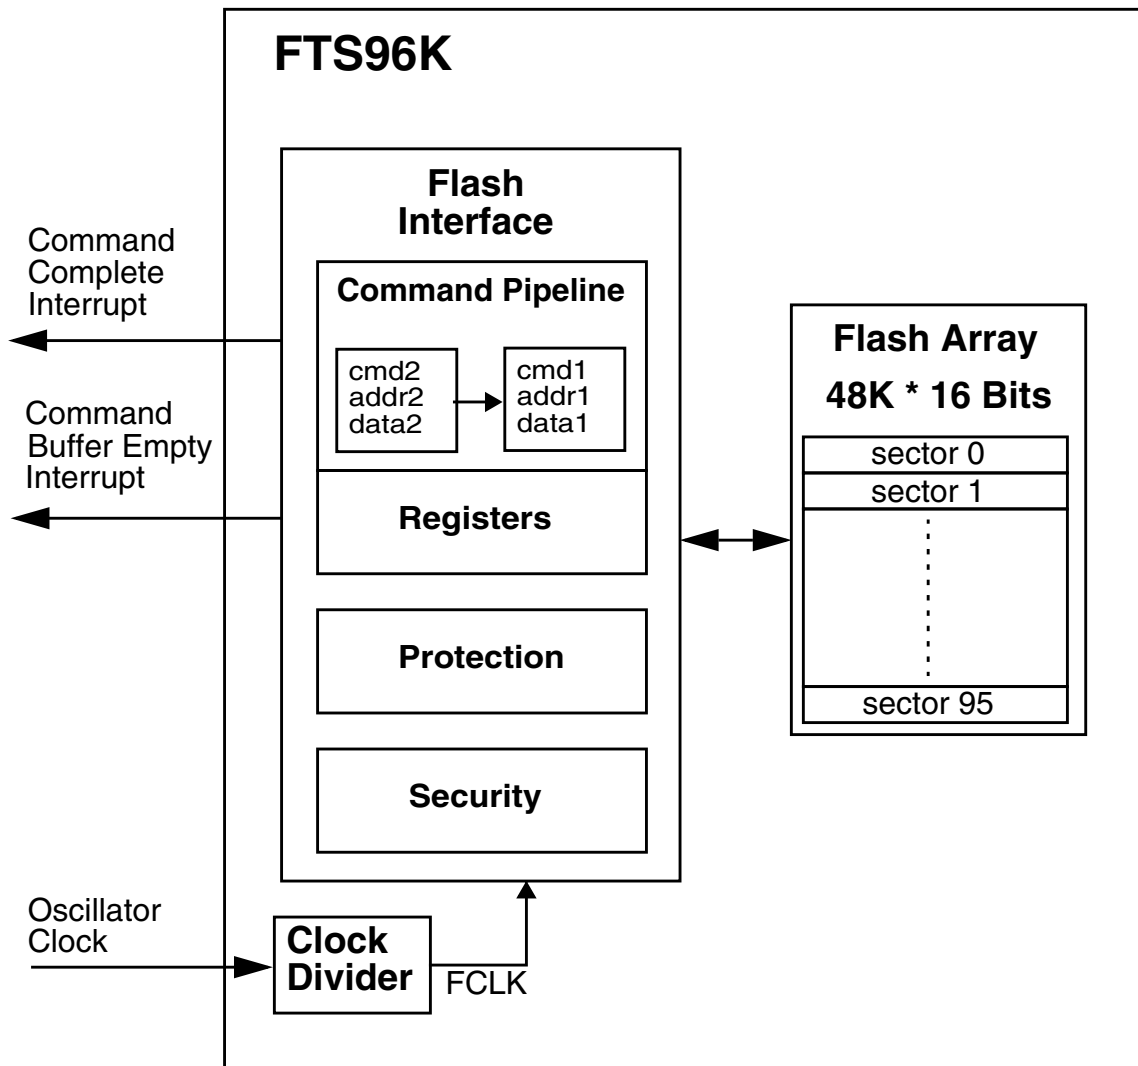 FTS96K
Flash
Interface
Command
Complete
Interrupt
Command Pipeline
cmd2
addr2
data2
cmd1
addr1
data1
Command
Buffer Empty
Interrupt
Registers
Protection
Security
Flash Array
48K * 16 Bits
sector 0
sector 1
sector 95
Oscillator
Clock
Clock
Divider
FCLK